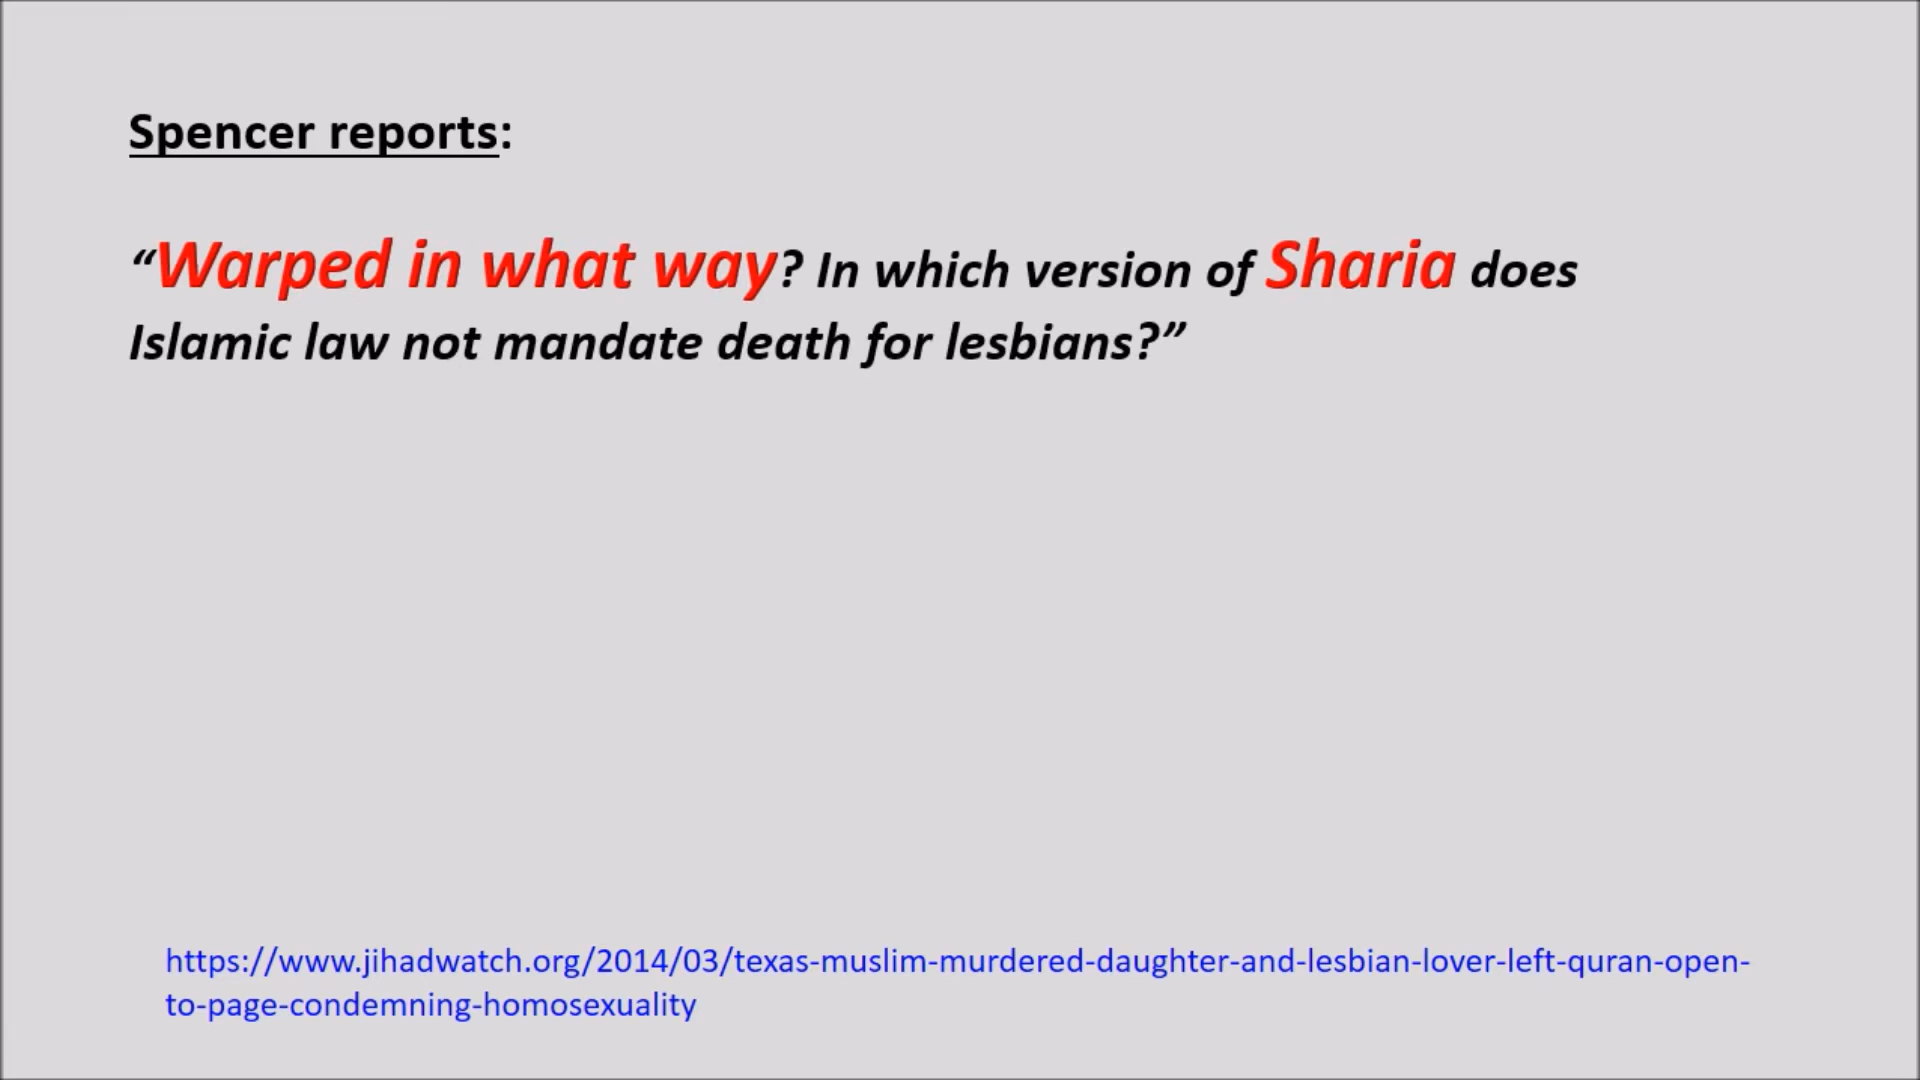 Spencer reports:
“Warped in what way? In which version of Sharia does
Islamic law not mandate death for lesbians?”
https://www.jihadwatch.org/2014/03/texas-muslim-murdered-daughter-and-lesbian-lover-left-quran-open-
to-page-condemning-homosexuality